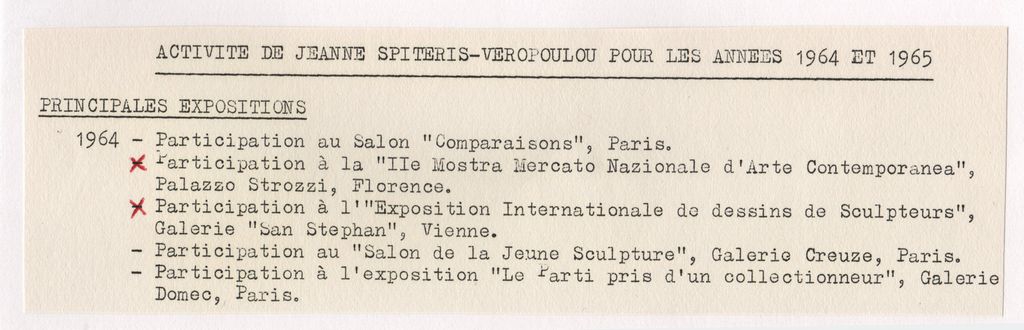 ACTIVITE DE JEANNE SPITERIS-VEROPOULOU POUR LES ANNEES 1964 ET 1965
PRINCIPALES EXPOSITIONS
1964 - Participation au Salon "Comparaisons", Paris.
- Participation à la "IIe Mostra Mercato Nazionale d'Arte Contemporanea",
Palazzo Strozzi, Florence.
- Participation à l'"Exposition Internationale de dessins de Sculpteurs",
Galerie "San Stephan", Vienne.
- Participation au "Salon de la Jeune Sculpture", Galerie Creuze, Paris.
- Participation à l'exposition "Le Parti pris d'un collectionneur", Galerie
Domec, Paris.